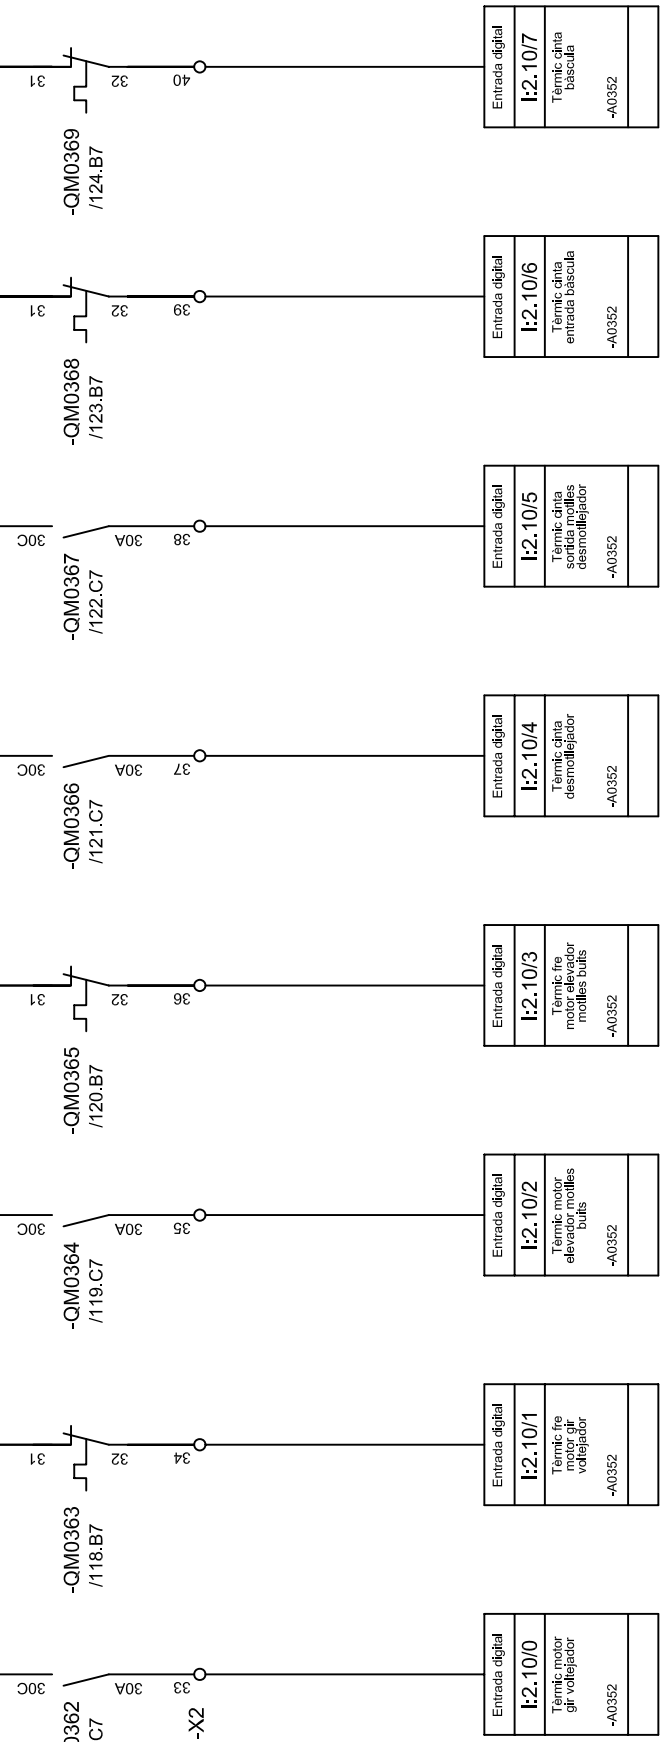 31
32
40
-QM0369
/124.B7
Entrada digital
I:2.10/7
Tèrmic cinta
bàscula
-A0352
31
32
39
-QM0368
/123.B7
Entrada digital
I:2.10/6
Tèrmic cinta
entrada bàscula
-A0352
30C
30A
38
-QM0367
/122.C7
Entrada digital
I:2.10/5
Tèrmic cinta
sortida motlles
desmotllejador
-A0352
30C
30A
37
-QM0366
/121.C7
Entrada digital
I:2.10/4
Tèrmic cinta
desmotllejador
-A0352
31
32
36
-QM0365
/120.B7
Entrada digital
I:2.10/3
Tèrmic fre
motor elevador
motlles buits
-A0352
30C
30A
35
-QM0364
/119.C7
Entrada digital
I:2.10/2
Tèrmic motor
elevador motlles
buits
-A0352
31
32
34
-QM0363
/118.B7
Entrada digital
I:2.10/1
Tèrmic fre
motor gir
voltejador
-A0352
30C
30A
33
0362
C7
-X2
Entrada digital
I:2.10/0
Tèrmic motor
gir voltejador
-A0352